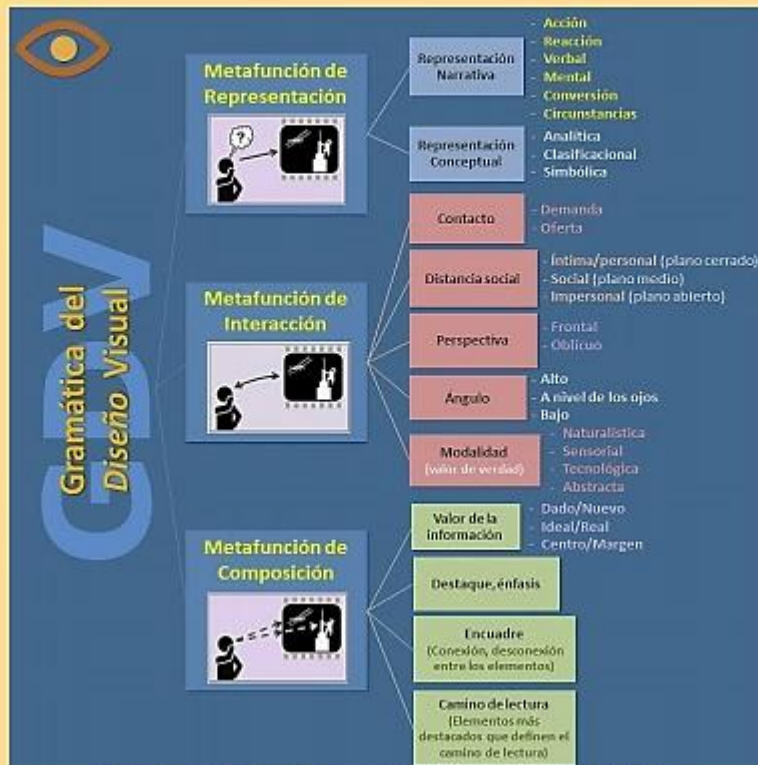 GDV
Gramática del
Diseño Visual
Metafunción de
Representación
?
Representación
Narrativa
- Acción
- Reacción
- Verbal
- Mental
- Conversión
- Circunstancias
Representación
Conceptual
- Analítica
- Clasificacional
- Simbólica
Metafunción de
Interacción
Contacto
- Demanda
- Oferta
Distancia social
- Íntima/personal (plano cerrado)
- Social (plano medio)
- Impersonal (plano abierto)
Perspectiva
- Frontal
- Oblicuo
Ángulo
- Alto
- A nivel de los ojos
- Bajo
Modalidad
(valor de verdad)
- Naturalística
- Sensorial
- Tecnológica
- Abstracta
Metafunción de
Composición
Valor de la
información
- Dado/Nuevo
- Ideal/Real
- Centro/Margen
Destaque, énfasis
Encuadre
(Conexión, desconexión
entre los elementos)
Camino de lectura
(Elementos más
destacados que definen el
camino de lectura)